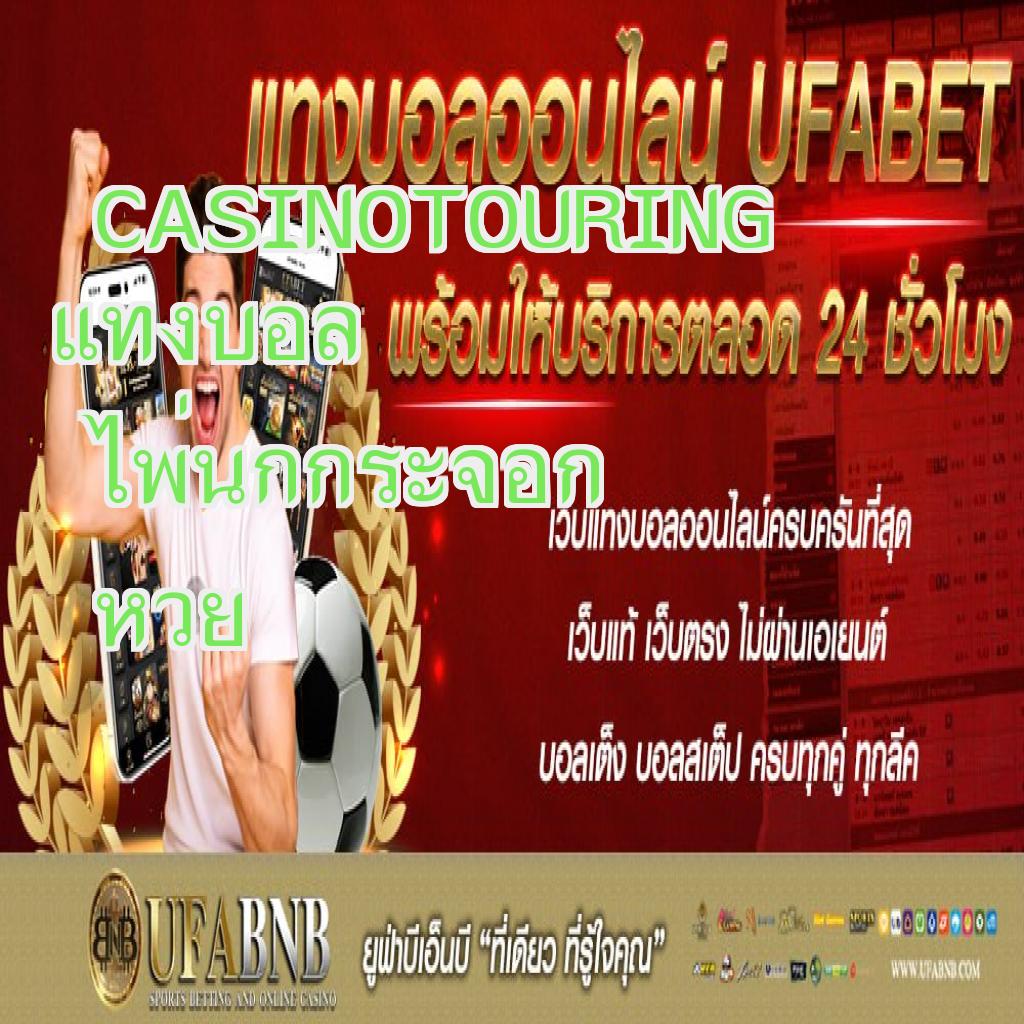 แทงบอลออนไลน์ UFABET
CASINOTOURING
แทงบอล
พร้อมให้บริการตลอด 24 ชั่วโมง
ไพ่นกกระจอก
เว็บแทงบอลออนไลน์ครบครันที่สุด
หวย
เว็บแท้ เว็บตรง ไม่ผ่านเอเยนต์
บอลเต็ง บอลสเต็ป ครบทุกคู่ ทุกลีค
BNB
UFABNB
SPORTS BETTING AND ONLINE CASINO
ยูฟ่าบีเอ็นบี “ที่เดียว ที่รู้ใจคุณ”
WWW.UFABNB.COM